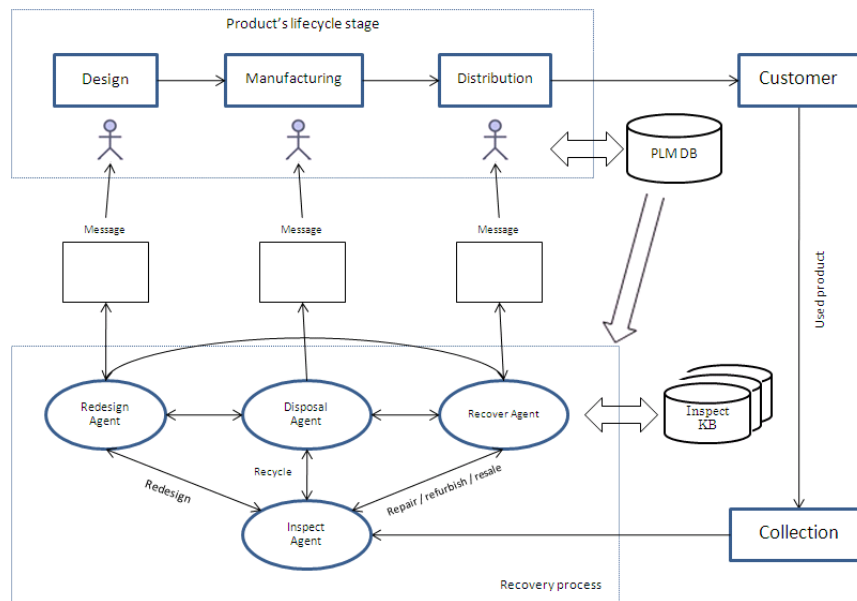 Product's lifecycle stage
Design
Manufacturing
Distribution
Customer
PLM DB
Message
Message
Message
Used product
Redesign
Agent
Disposal
Agent
Recover Agent
Inspect
KB
Redesign
Recycle
Repair / refurbish / resale
Inspect
Agent
Collection
Recovery process